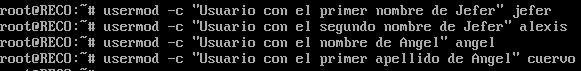 root@RECO:~# usermod -c "Usuario con el primer nombre de Jefer" jefer
root@RECO:~# usermod -c "Usuario con el segundo nombre de Jefer" alexis
root@RECO:~# usermod -c "Usuario con el nombre de Angel" angel
root@RECO:~# usermod -c "Usuario con el primer apellido de Angel" cuervo